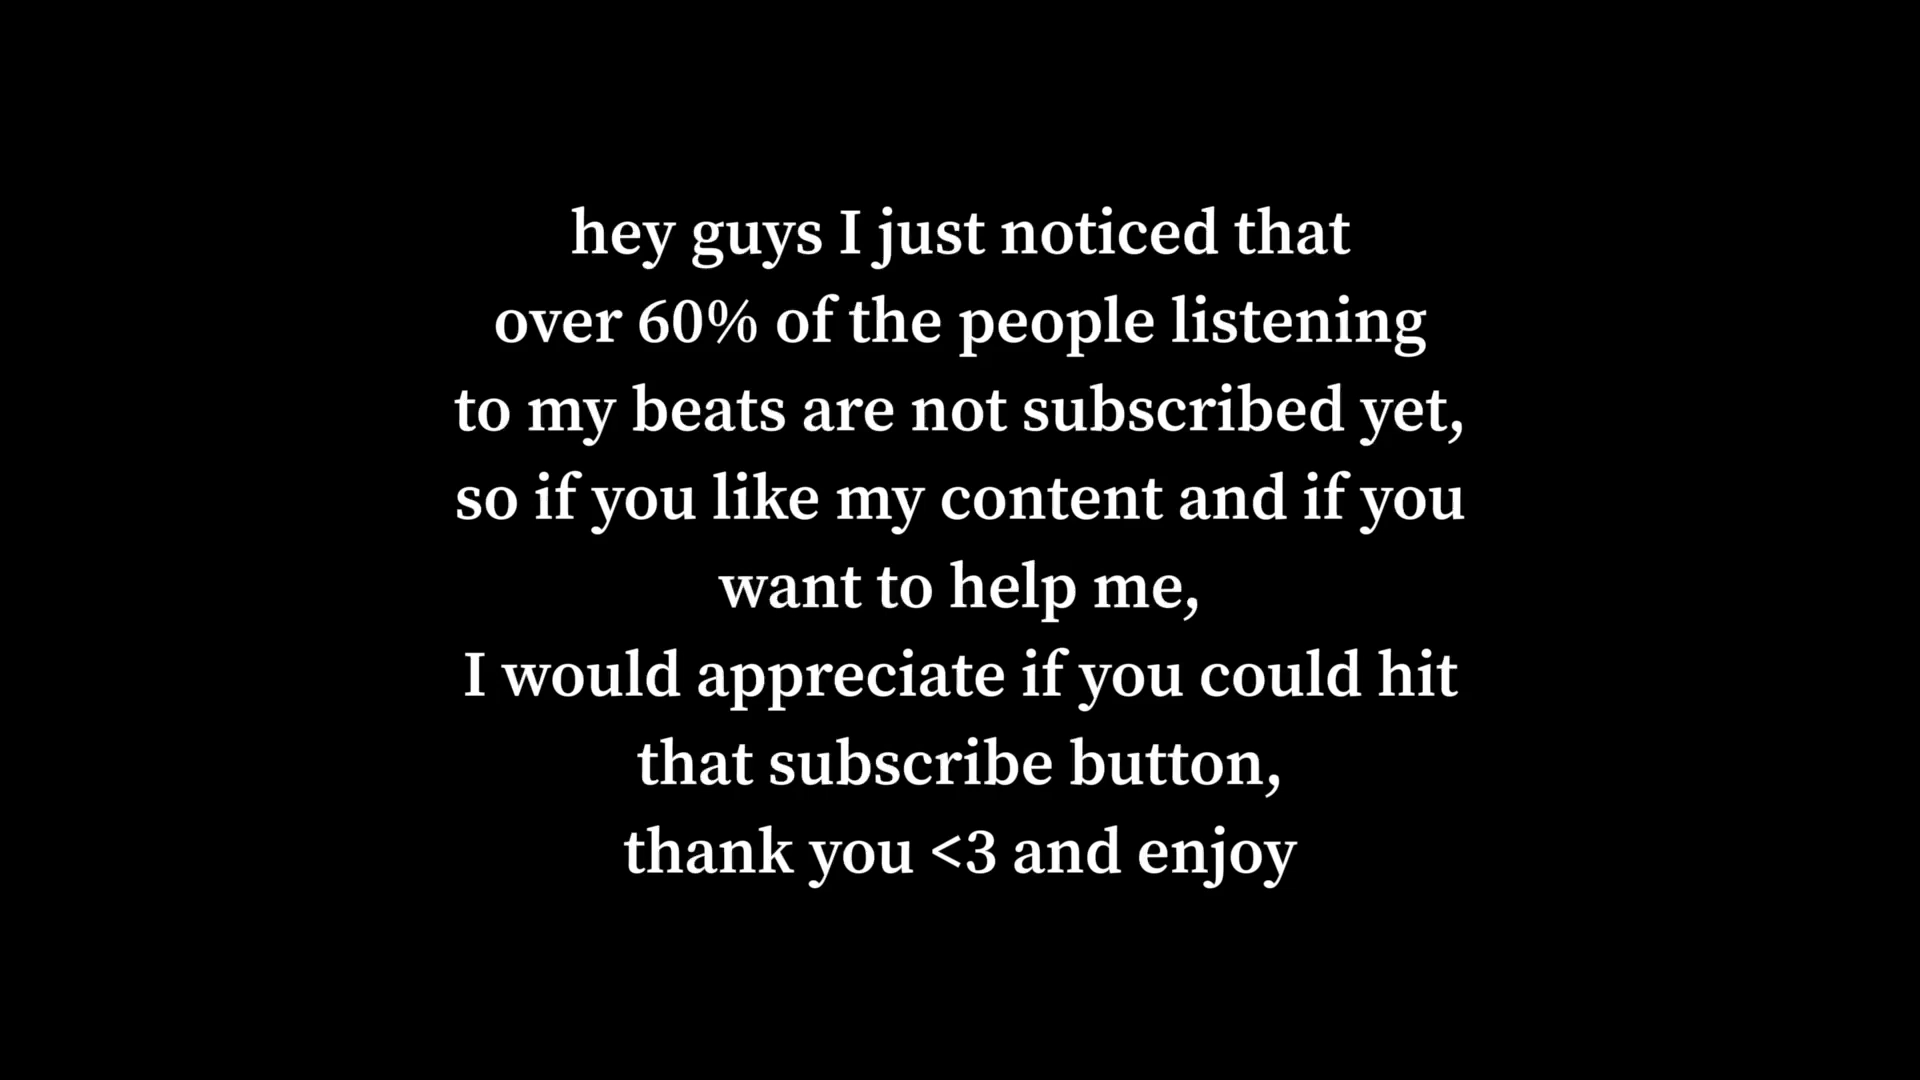 hey guys I just noticed that
over 60% of the people listening
to my beats are not subscribed yet,
so if you like my content and if you
want to help me,
I would appreciate if you could hit
that subscribe button,
thank you <3 and enjoy